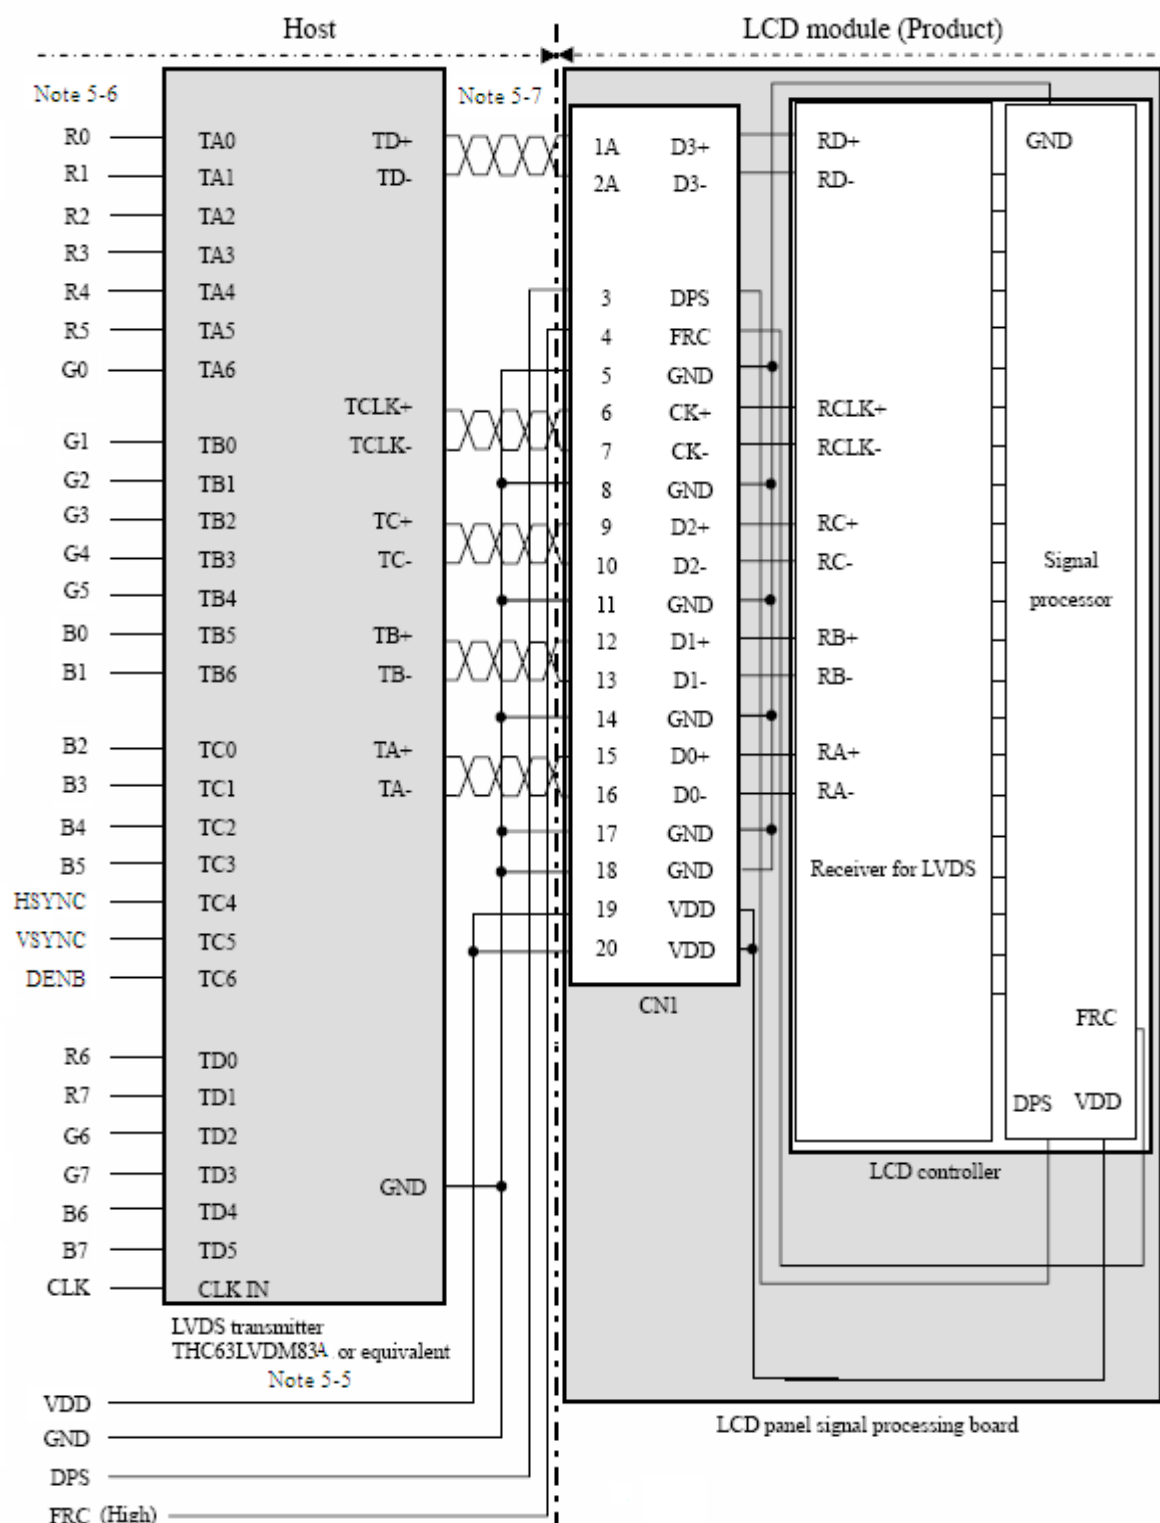 Host LCD module (Product)
Note 5-6 Note 5-7
R0 TA0 TD+ 1A D3+ RD+ GND
R1 TA1 TD- 2A D3- RD-
R2 TA2
R3 TA3
R4 TA4 3 DPS
R5 TA5 4 FRC
G0 TA6 5 GND
TCLK+ 6 CK+ RCLK+
G1 TB0 TCLK- 7 CK- RCLK-
G2 TB1 8 GND
G3 TB2 TC+ 9 D2+ RC+
G4 TB3 TC- 10 D2- RC- Signal
G5 TB4 11 GND processor
B0 TB5 TB+ 12 D1+ RB+
B1 TB6 TB- 13 D1- RB-
14 GND
B2 TC0 TA+ 15 D0+ RA+
B3 TC1 TA- 16 D0- RA-
B4 TC2 17 GND
B5 TC3 18 GND Receiver for LVDS
HSYNC TC4 19 VDD
VSYNC TC5 20 VDD
DENB TC6
CN1
FRC
R6 TD0
R7 TD1 DPS VDD
G6 TD2
G7 TD3 GND LCD controller
B6 TD4
B7 TD5
CLK CLK IN
LVDS transmitter
THC63LVDM83A or equivalent
Note 5-5
VDD
LCD panel signal processing board
GND
DPS
FRC (High)